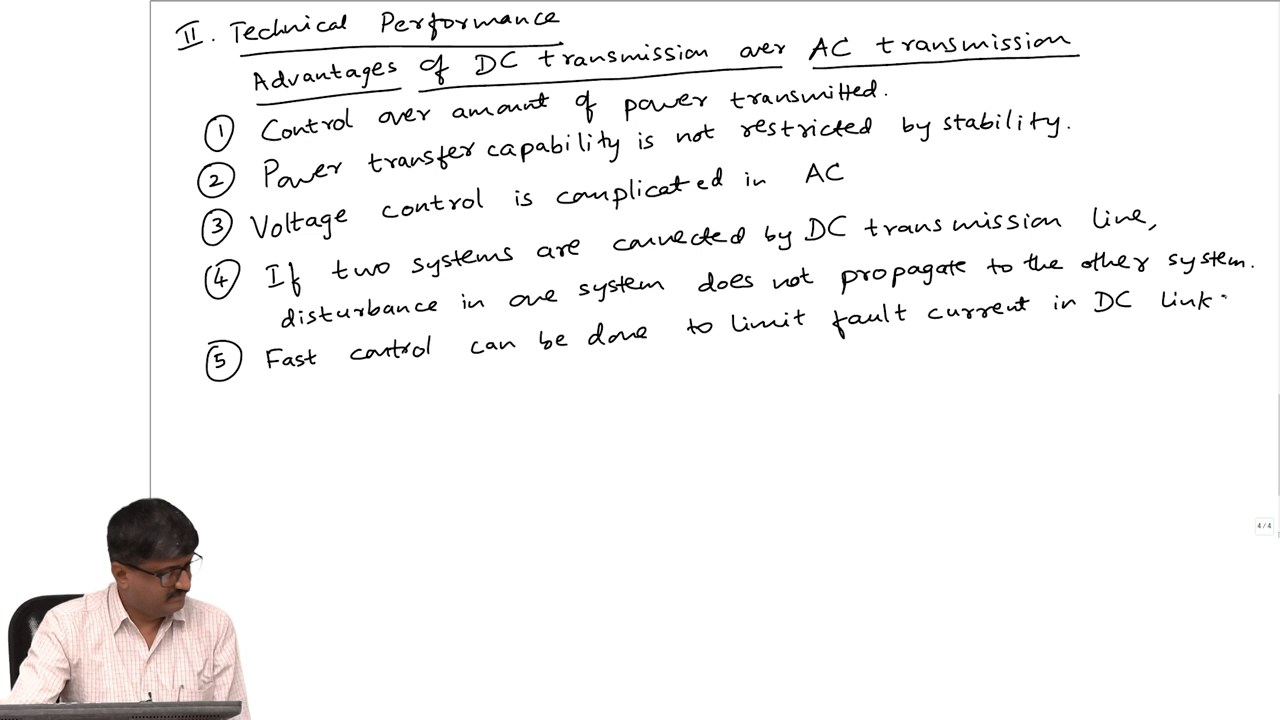 II. Technical Performance
Advantages of DC transmission over AC transmission
1 Control over amount of power transmitted.
2 Power transfer capability is not restricted by stability.
3 Voltage control is complicated in AC
4 If two systems are connected by DC transmission line,
disturbance in one system does not propagate to the other system.
5 Fast control can be done to limit fault current in DC link.
4/4